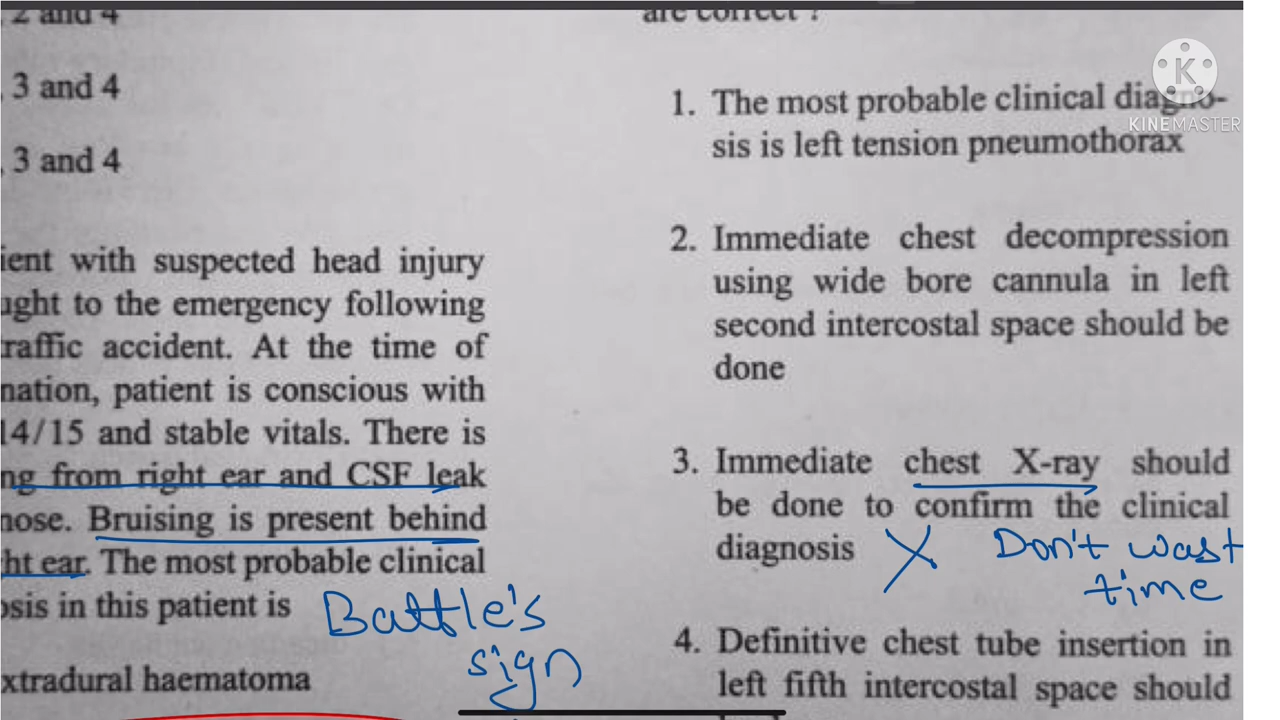 2 and 4
, 3 and 4
, 3 and 4
ient with suspected head injury
ught to the emergency following
raffic accident. At the time of
nation, patient is conscious with
14/15 and stable vitals. There is
ng from right ear and CSF leak
nose. Bruising is present behind
ht ear. The most probable clinical
osis in this patient is
Battle's
sign
xtradural haematoma
are correct ?
1. The most probable clinical diagno-
sis is left tension pneumothorax
2. Immediate chest decompression
using wide bore cannula in left
second intercostal space should be
done
3. Immediate chest X-ray should
be done to confirm the clinical
diagnosis
X Don't wast
time
4. Definitive chest tube insertion in
left fifth intercostal space should
K
KINEMASTER